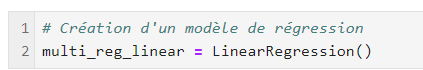 1 # Création d'un modèle de régression
2 multi_reg_linear = LinearRegression()